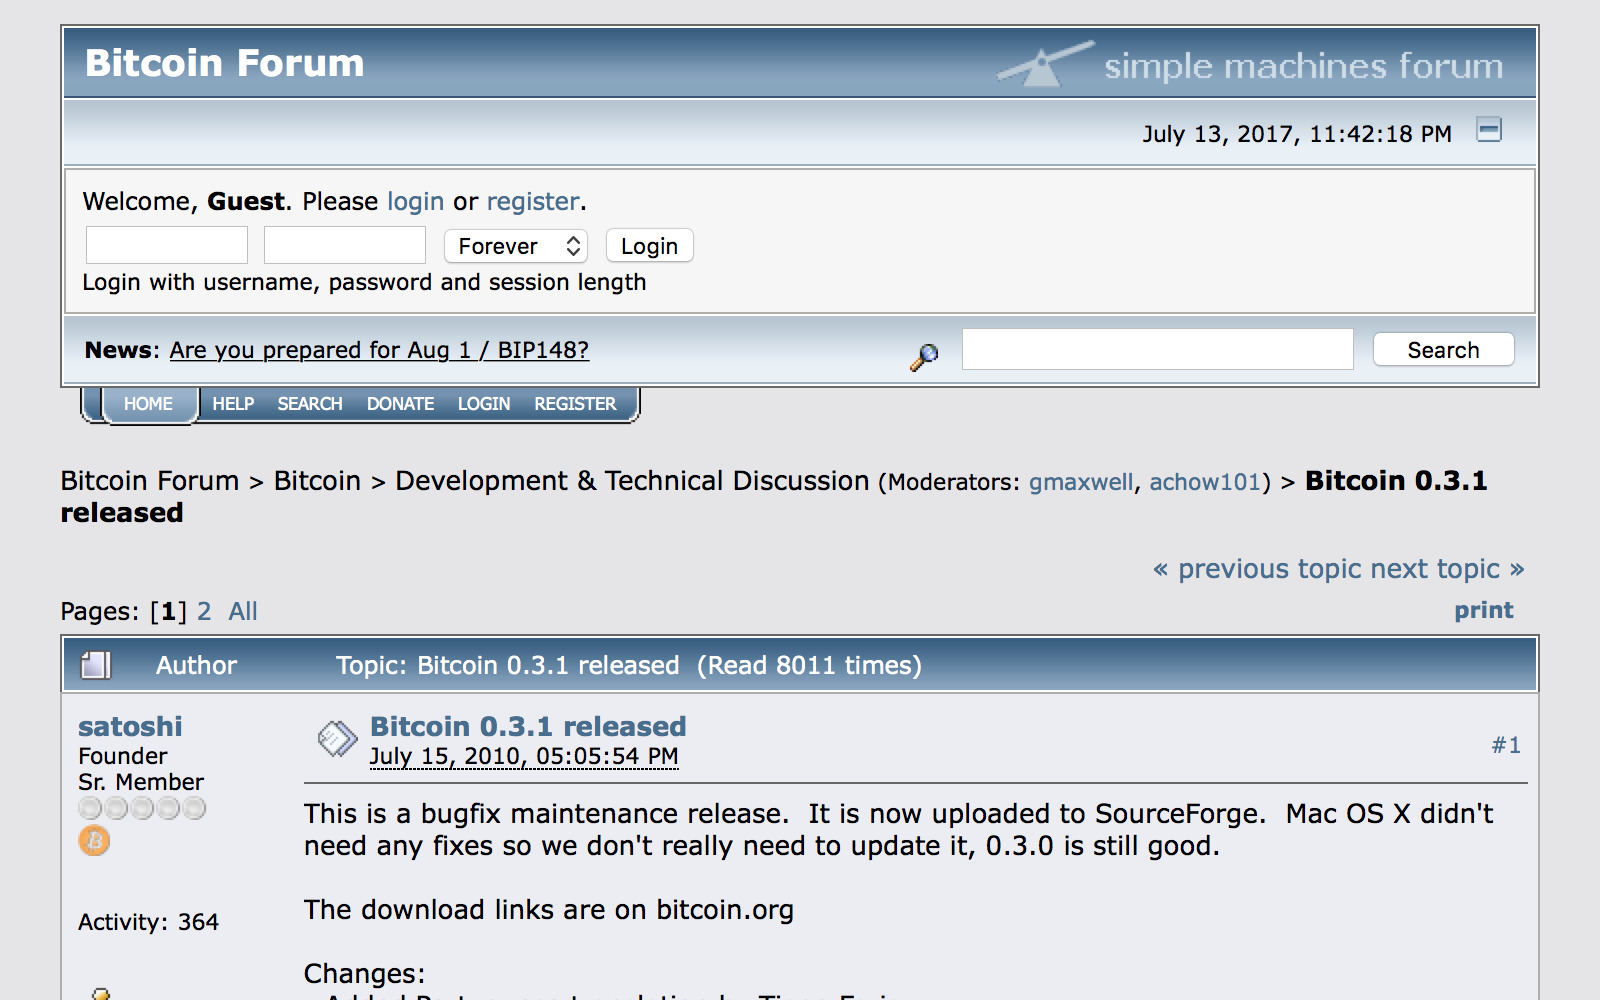 Bitcoin Forum
simple machines forum
July 13, 2017, 11:42:18 PM
Welcome, Guest. Please login or register.
Forever Login
Login with username, password and session length
News: Are you prepared for Aug 1 / BIP148?
Search
HOME HELP SEARCH DONATE LOGIN REGISTER
Bitcoin Forum > Bitcoin > Development & Technical Discussion (Moderators: gmaxwell, achow101) > Bitcoin 0.3.1
released
« previous topic next topic »
Pages: [1] 2 All
print
Author Topic: Bitcoin 0.3.1 released (Read 8011 times)
satoshi
Founder
Sr. Member
Activity: 364
Bitcoin 0.3.1 released
July 15, 2010, 05:05:54 PM
#1
This is a bugfix maintenance release. It is now uploaded to SourceForge. Mac OS X didn't
need any fixes so we don't really need to update it, 0.3.0 is still good.
The download links are on bitcoin.org
Changes: